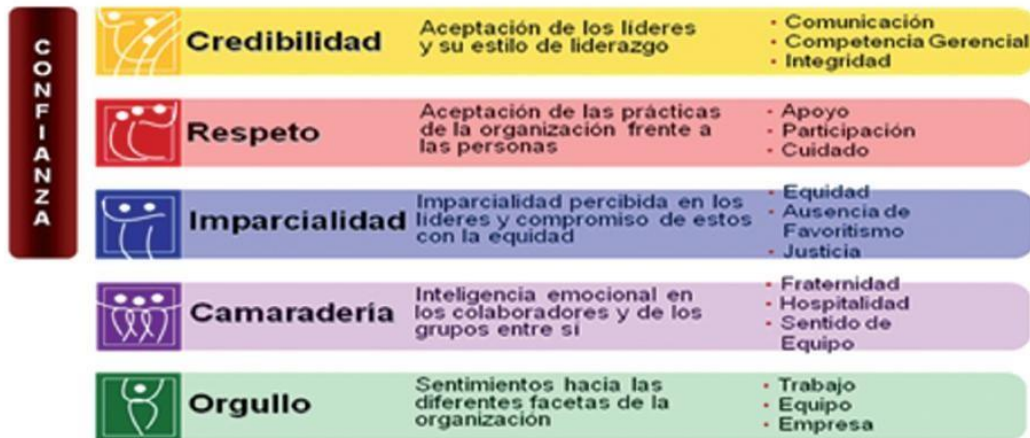 CONFIANZA
Credibilidad
Aceptación de los líderes
y su estilo de liderazgo
• Comunicación
• Competencia Gerencial
• Integridad
Respeto
Aceptación de las prácticas
de la organización frente a
las personas
• Apoyo
• Participación
• Cuidado
Imparcialidad
Imparcialidad percibida en los
líderes y compromiso de estos
con la equidad
• Equidad
• Ausencia de
Favoritismo
• Justicia
Camaradería
Inteligencia emocional en
los colaboradores y de los
grupos entre sí
• Fraternidad
• Hospitalidad
• Sentido de
Equipo
Orgullo
Sentimientos hacia las
diferentes facetas de la
organización
• Trabajo
• Equipo
• Empresa